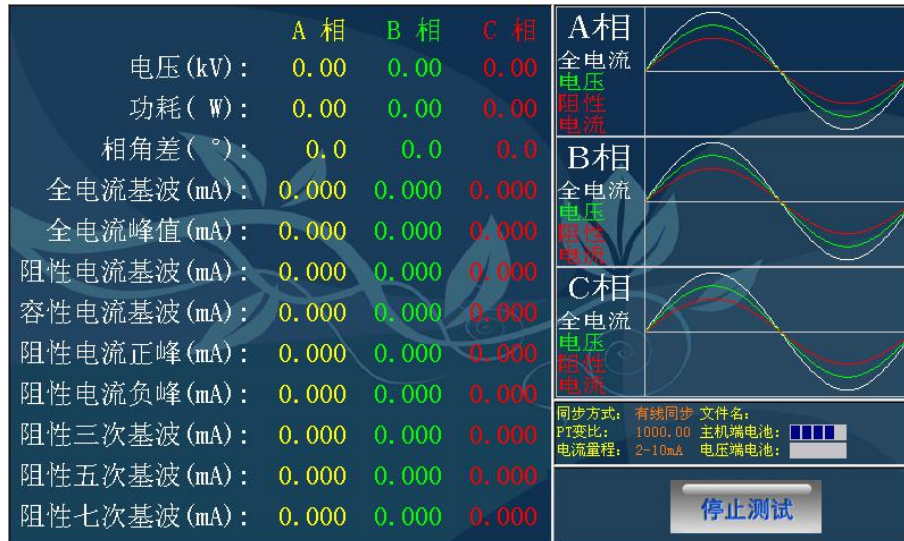 A 相 B 相 C 相
电压(kV): 0.00 0.00 0.00
功耗( W): 0.00 0.00 0.00
相角差( °): 0.0 0.0 0.0
全电流基波(mA): 0.000 0.000 0.000
全电流峰值(mA): 0.000 0.000 0.000
阻性电流基波(mA): 0.000 0.000 0.000
容性电流基波(mA): 0.000 0.000 0.000
阻性电流正峰(mA): 0.000 0.000 0.000
阻性电流负峰(mA): 0.000 0.000 0.000
阻性三次基波(mA): 0.000 0.000 0.000
阻性五次基波(mA): 0.000 0.000 0.000
阻性七次基波(mA): 0.000 0.000 0.000
A相
全电流
电压
阻性
电流
B相
全电流
电压
阻性
电流
C相
全电流
电压
阻性
电流
同步方式: 有线同步 文件名:
PT变比: 1000.00 主机端电池:
电流量程: 2-10mA 电压端电池:
停止测试